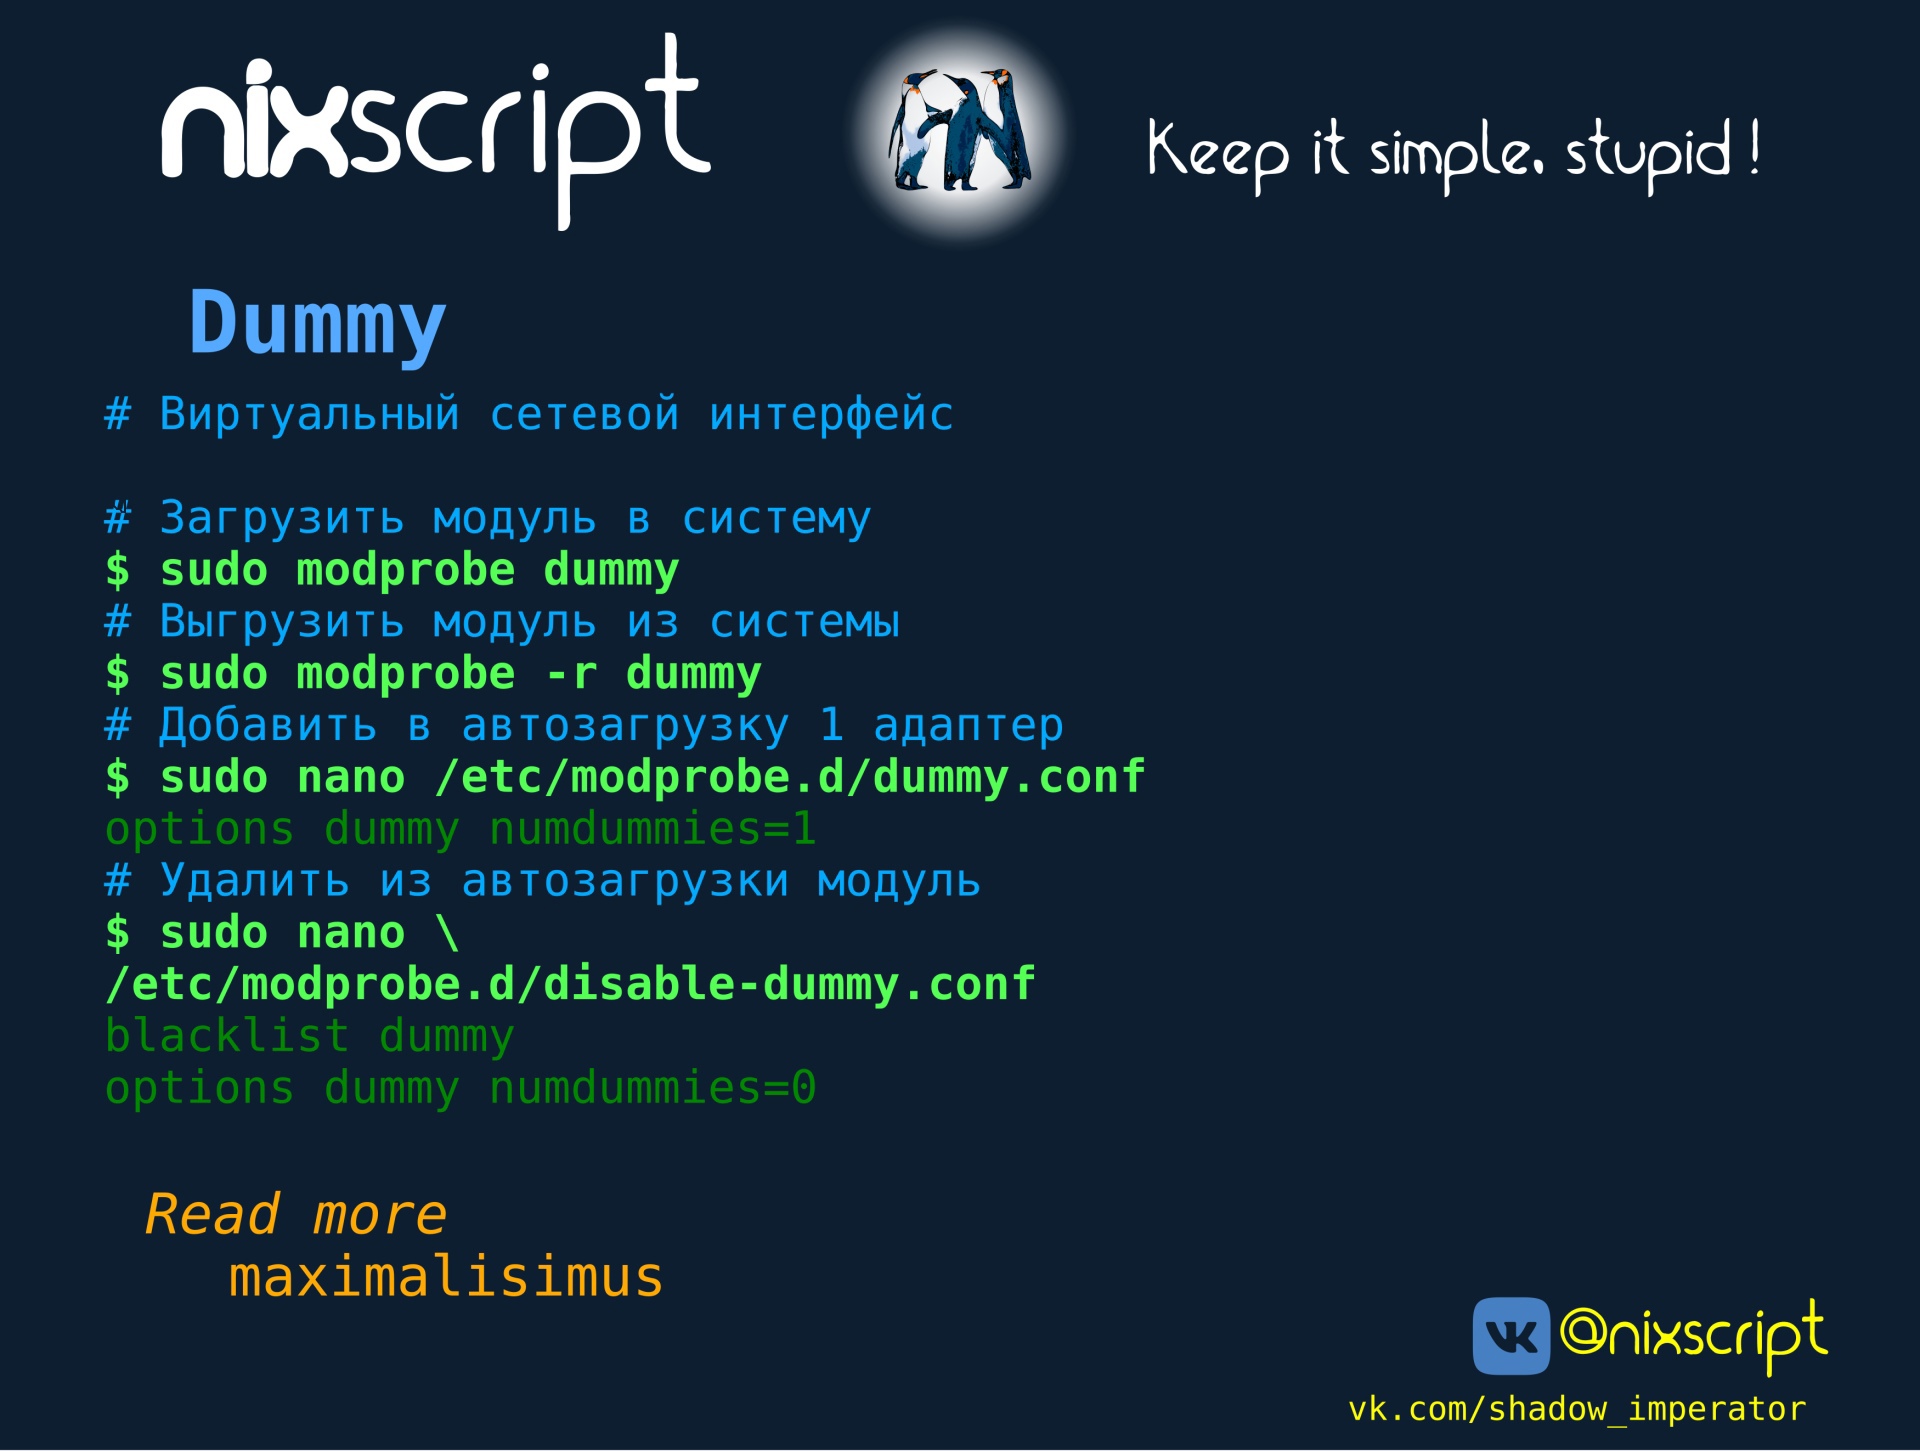 nixscript
Keep it simple, stupid !
Dummy
# Виртуальный сетевой интерфейс
# Загрузить модуль в систему
$ sudo modprobe dummy
# Выгрузить модуль из системы
$ sudo modprobe -r dummy
# Добавить в автозагрузку 1 адаптер
$ sudo nano /etc/modprobe.d/dummy.conf
options dummy numdummies=1
# Удалить из автозагрузки модуль
$ sudo nano \
/etc/modprobe.d/disable-dummy.conf
blacklist dummy
options dummy numdummies=0
Read more
maximalisimus
@nixscript
vk.com/shadow_imperator